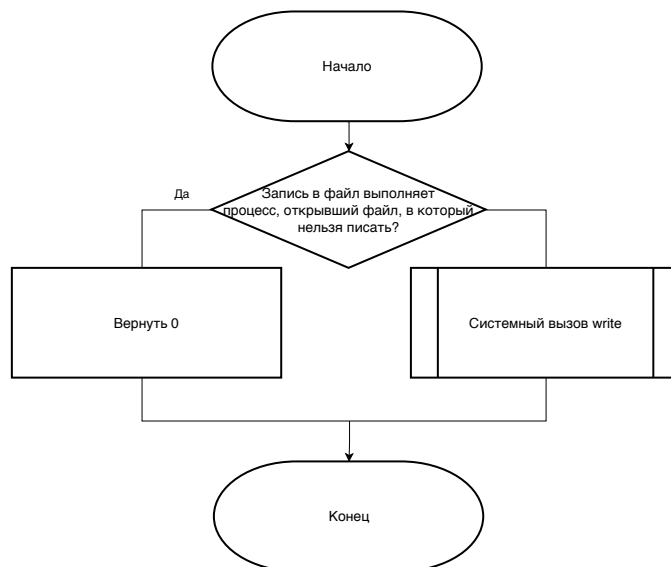 Начало
Да
Запись в файл выполняет
процесс, открывший файл, в который
нельзя писать?
Вернуть 0
Системный вызов write
Конец